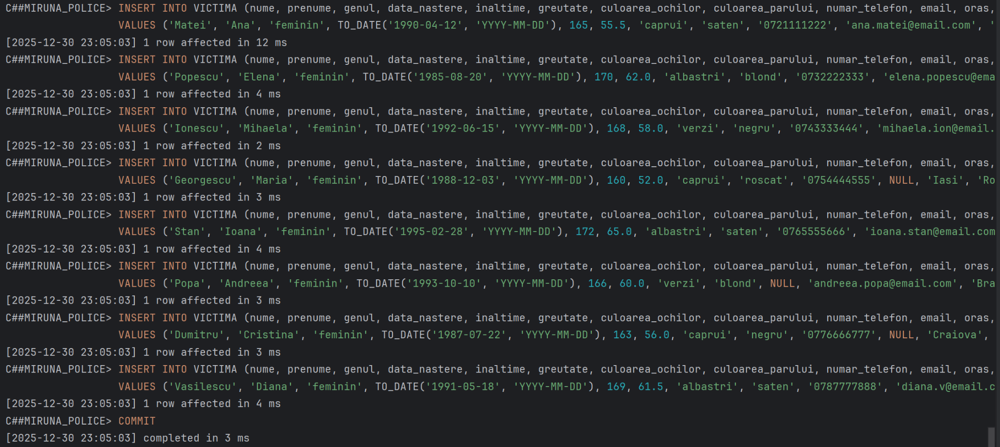 C##MIRUNA_POLICE> INSERT INTO VICTIMA (nume, prenume, genul, data_nastere, inaltime, greutate, culoarea_ochilor, culoarea_parului, numar_telefon, email, oras,
VALUES ('Matei', 'Ana', 'feminin', TO_DATE('1990-04-12', 'YYYY-MM-DD'), 165, 55.5, 'caprui', 'saten', '0721111222', 'ana.matei@email.com', '
[2025-12-30 23:05:03] 1 row affected in 12 ms
C##MIRUNA_POLICE> INSERT INTO VICTIMA (nume, prenume, genul, data_nastere, inaltime, greutate, culoarea_ochilor, culoarea_parului, numar_telefon, email, oras,
VALUES ('Popescu', 'Elena', 'feminin', TO_DATE('1985-08-20', 'YYYY-MM-DD'), 170, 62.0, 'albastri', 'blond', '0732222333', 'elena.popescu@ema
[2025-12-30 23:05:03] 1 row affected in 4 ms
C##MIRUNA_POLICE> INSERT INTO VICTIMA (nume, prenume, genul, data_nastere, inaltime, greutate, culoarea_ochilor, culoarea_parului, numar_telefon, email, oras,
VALUES ('Ionescu', 'Mihaela', 'feminin', TO_DATE('1992-06-15', 'YYYY-MM-DD'), 168, 58.0, 'verzi', 'negru', '0743333444', 'mihaela.ion@email.
[2025-12-30 23:05:03] 1 row affected in 2 ms
C##MIRUNA_POLICE> INSERT INTO VICTIMA (nume, prenume, genul, data_nastere, inaltime, greutate, culoarea_ochilor, culoarea_parului, numar_telefon, email, oras,
VALUES ('Georgescu', 'Maria', 'feminin', TO_DATE('1988-12-03', 'YYYY-MM-DD'), 160, 52.0, 'caprui', 'roscat', '0754444555', NULL, 'Iasi', 'Ro
[2025-12-30 23:05:03] 1 row affected in 3 ms
C##MIRUNA_POLICE> INSERT INTO VICTIMA (nume, prenume, genul, data_nastere, inaltime, greutate, culoarea_ochilor, culoarea_parului, numar_telefon, email, oras,
VALUES ('Stan', 'Ioana', 'feminin', TO_DATE('1995-02-28', 'YYYY-MM-DD'), 172, 65.0, 'albastri', 'saten', '0765555666', 'ioana.stan@email.com
[2025-12-30 23:05:03] 1 row affected in 4 ms
C##MIRUNA_POLICE> INSERT INTO VICTIMA (nume, prenume, genul, data_nastere, inaltime, greutate, culoarea_ochilor, culoarea_parului, numar_telefon, email, oras,
VALUES ('Popa', 'Andreea', 'feminin', TO_DATE('1993-10-10', 'YYYY-MM-DD'), 166, 60.0, 'verzi', 'blond', NULL, 'andreea.popa@email.com', 'Bra
[2025-12-30 23:05:03] 1 row affected in 3 ms
C##MIRUNA_POLICE> INSERT INTO VICTIMA (nume, prenume, genul, data_nastere, inaltime, greutate, culoarea_ochilor, culoarea_parului, numar_telefon, email, oras,
VALUES ('Dumitru', 'Cristina', 'feminin', TO_DATE('1987-07-22', 'YYYY-MM-DD'), 163, 56.0, 'caprui', 'negru', '0776666777', NULL, 'Craiova',
[2025-12-30 23:05:03] 1 row affected in 3 ms
C##MIRUNA_POLICE> INSERT INTO VICTIMA (nume, prenume, genul, data_nastere, inaltime, greutate, culoarea_ochilor, culoarea_parului, numar_telefon, email, oras,
VALUES ('Vasilescu', 'Diana', 'feminin', TO_DATE('1991-05-18', 'YYYY-MM-DD'), 169, 61.5, 'albastri', 'saten', '0787777888', 'diana.v@email.c
[2025-12-30 23:05:03] 1 row affected in 4 ms
C##MIRUNA_POLICE> COMMIT
[2025-12-30 23:05:03] completed in 3 ms